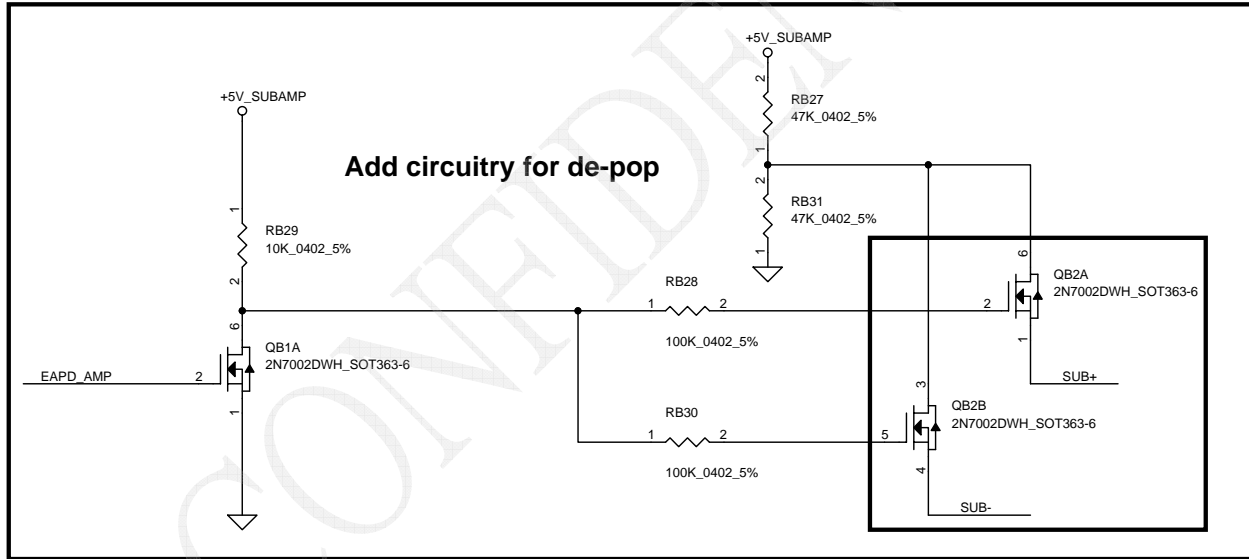 +5V_SUBAMP
2
RB27
47K_0402_5%
1
+5V_SUBAMP
Add circuitry for de-pop
2
RB31
47K_0402_5%
1
1
RB29
10K_0402_5%
2
6
QB2A
2N7002DWH_SOT363-6
RB28
1 2
2
100K_0402_5%
1
6
QB1A
2N7002DWH_SOT363-6
EAPD_AMP
2
1
SUB+
3
QB2B
2N7002DWH_SOT363-6
RB30
1 2
5
100K_0402_5%
4
SUB-
CONFIDEN